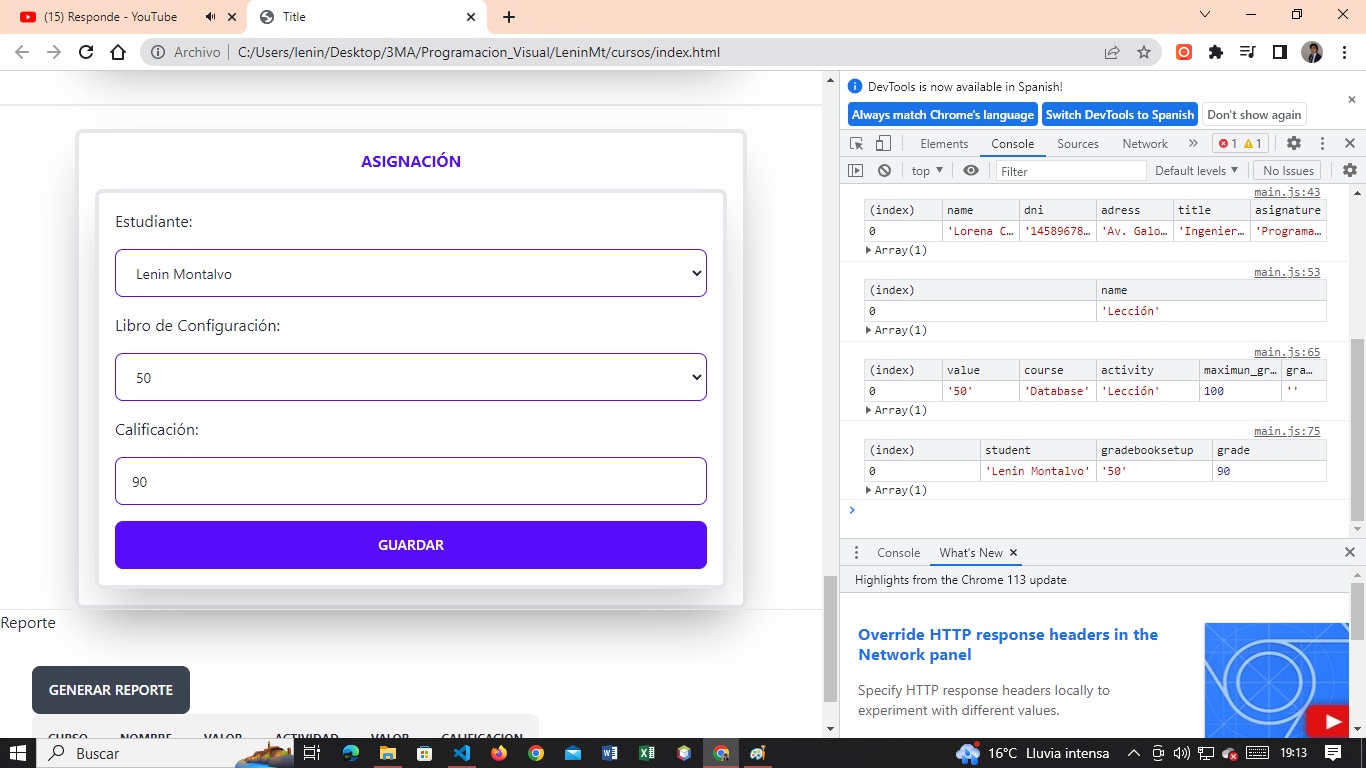 (15) Responde - YouTube
Title
Archivo
C:/Users/lenin/Desktop/3MA/Programacion_Visual/LeninMt/cursos/index.html
ASIGNACIÓN
Estudiante:
Lenin Montalvo
Libro de Configuración:
50
Calificación:
90
GUARDAR
Reporte
GENERAR REPORTE
CURSO NOMBRE VALOR ACTIVIDAD VALOR CALIFICACION
DevTools is now available in Spanish!
Always match Chrome's language
Switch DevTools to Spanish
Don't show again
Elements Console Sources Network » 1 1
top
Filter
Default levels
No Issues
main.js:43
(index) name dni adress title asignature
0 'Lorena C… '14589678… 'Av. Galo… 'Ingenier… 'Programa…
Array(1)
main.js:53
(index) name
0 'Lección'
Array(1)
main.js:65
(index) value course activity maximun_gr… gra…
0 '50' 'Database' 'Lección' 100 ''
Array(1)
main.js:75
(index) student gradebooksetup grade
0 'Lenin Montalvo' '50' 90
Array(1)
Console What's New
Highlights from the Chrome 113 update
Override HTTP response headers in the
Network panel
Specify HTTP response headers locally to
experiment with different values.
Buscar
16°C Lluvia intensa
19:13